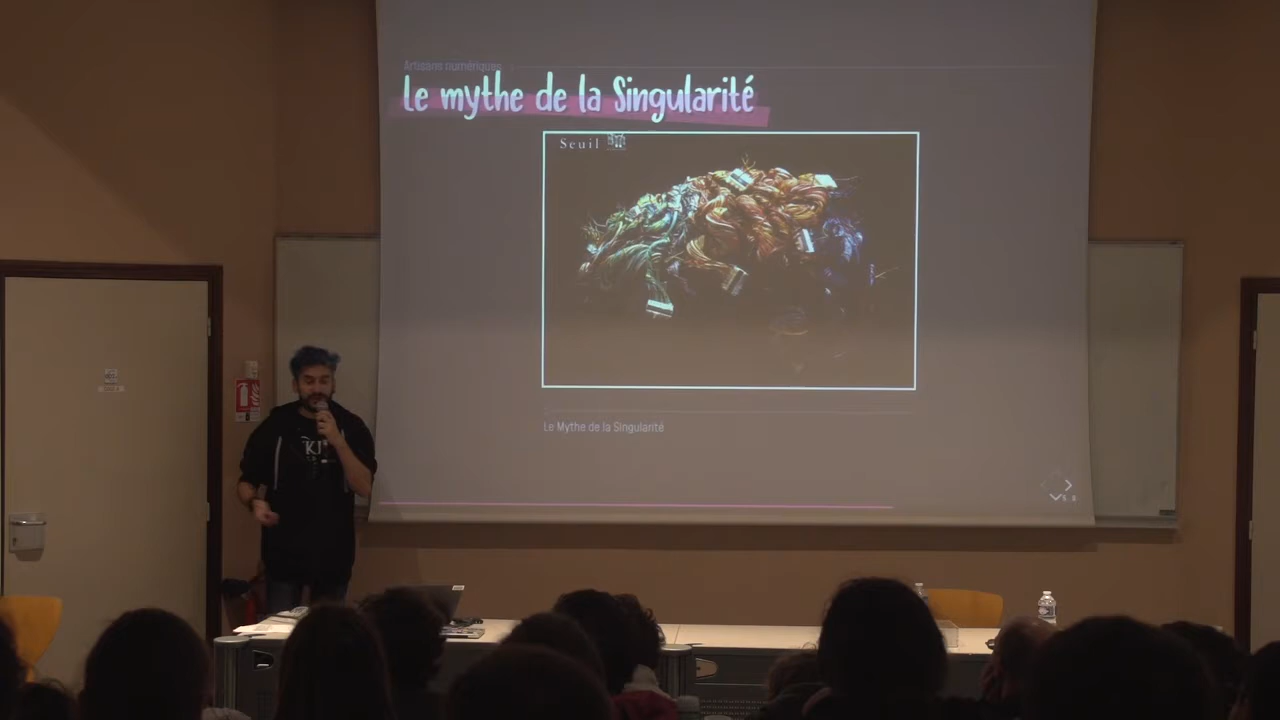 Artisans numériques
Le mythe de la Singularité
Seuil
Le Mythe de la Singularité